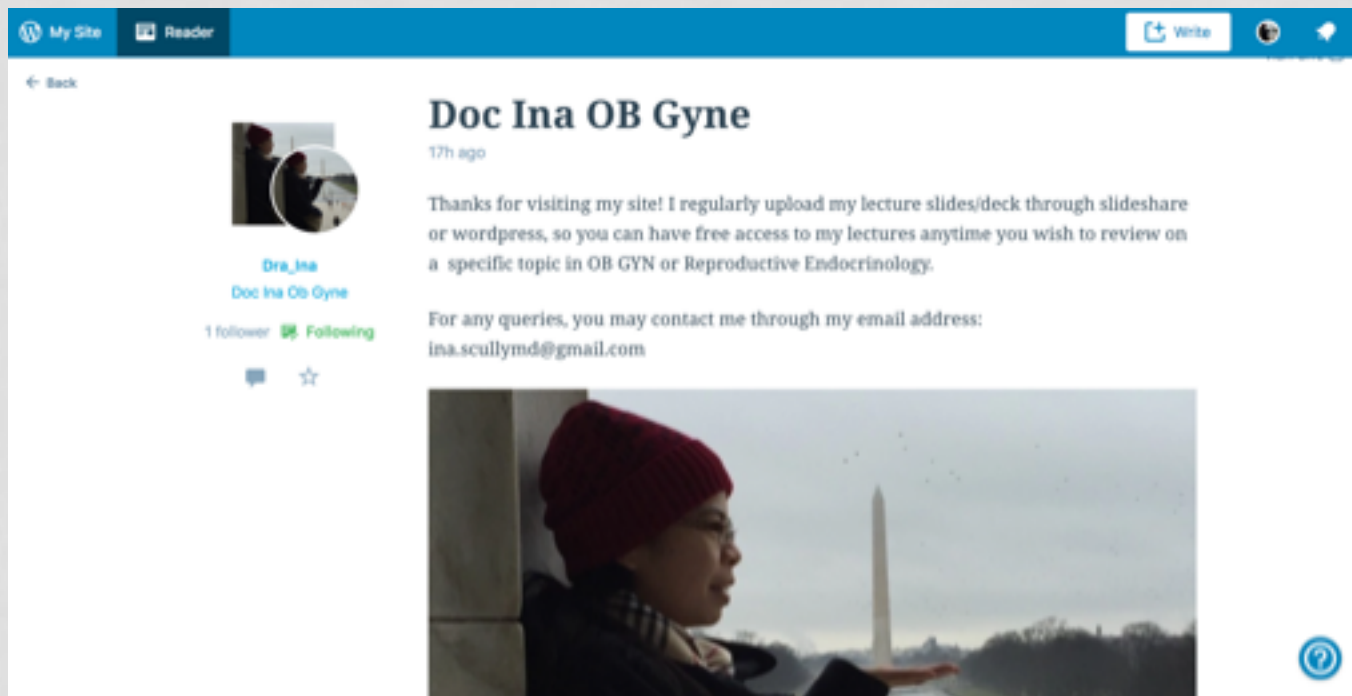 My Site
Reader
Write
Back
Doc Ina OB Gyne
17h ago
Thanks for visiting my site! I regularly upload my lecture slides/deck through slideshare
or wordpress, so you can have free access to my lectures anytime you wish to review on
a specific topic in OB GYN or Reproductive Endocrinology.
For any queries, you may contact me through my email address:
ina.scullymd@gmail.com
Dra_Ina
Doc Ina Ob Gyne
1 follower Following